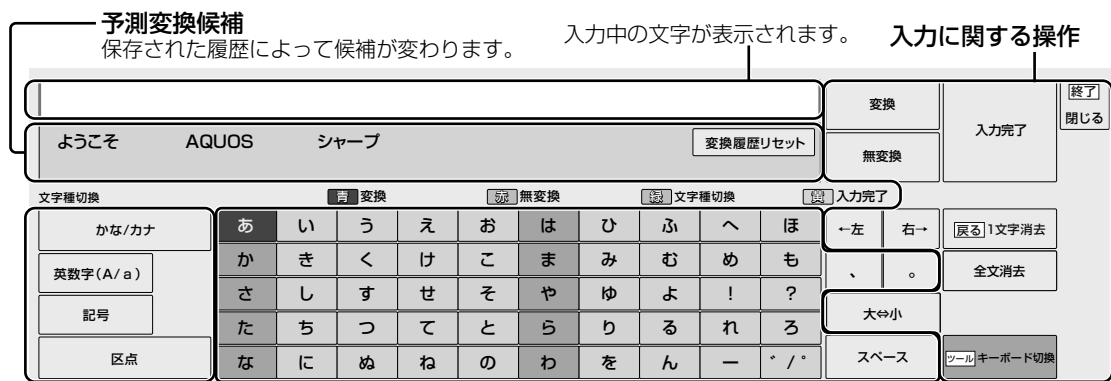 予測変換候補
保存された履歴によって候補が変わります。
入力中の文字が表示されます。
入力に関する操作
変換
入力完了
終了
閉じる
ようこそ AQUOS シャープ 変換履歴リセット
無変換
文字種切換 青 変換 赤 無変換 緑 文字種切換 黄 入力完了
かな/カナ
あ い う え お は ひ ふ へ ほ
←左 右→ 戻る 1文字消去
英数字(A/a)
か き く け こ ま み む め も
、 。 全文消去
さ し す せ そ や ゆ よ ! ?
記号
大⇔小
た ち つ て と ら り る れ ろ
区点
な に ぬ ね の わ を ん ー ゛/゜
スペース ツール キーボード切換